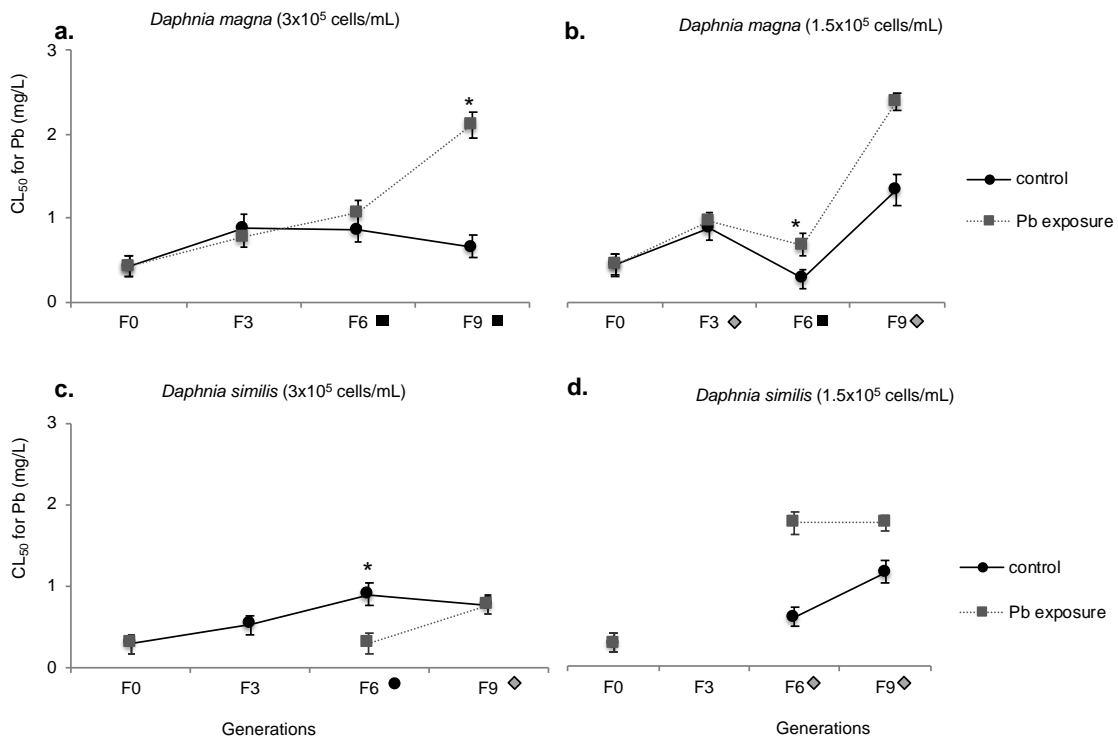 a.
Daphnia magna (3x10⁵ cells/mL)
b.
Daphnia magna (1.5x10⁵ cells/mL)
CL₅₀ for Pb (mg/L)
3
2
1
0
*
F0 F3 F6 F9
*
F0 F3 F6 F9
control
Pb exposure
c.
Daphnia similis (3x10⁵ cells/mL)
d.
Daphnia similis (1.5x10⁵ cells/mL)
CL₅₀ for Pb (mg/L)
3
2
1
0
*
F0 F3 F6 F9
Generations
F0 F3 F6 F9
Generations
control
Pb exposure